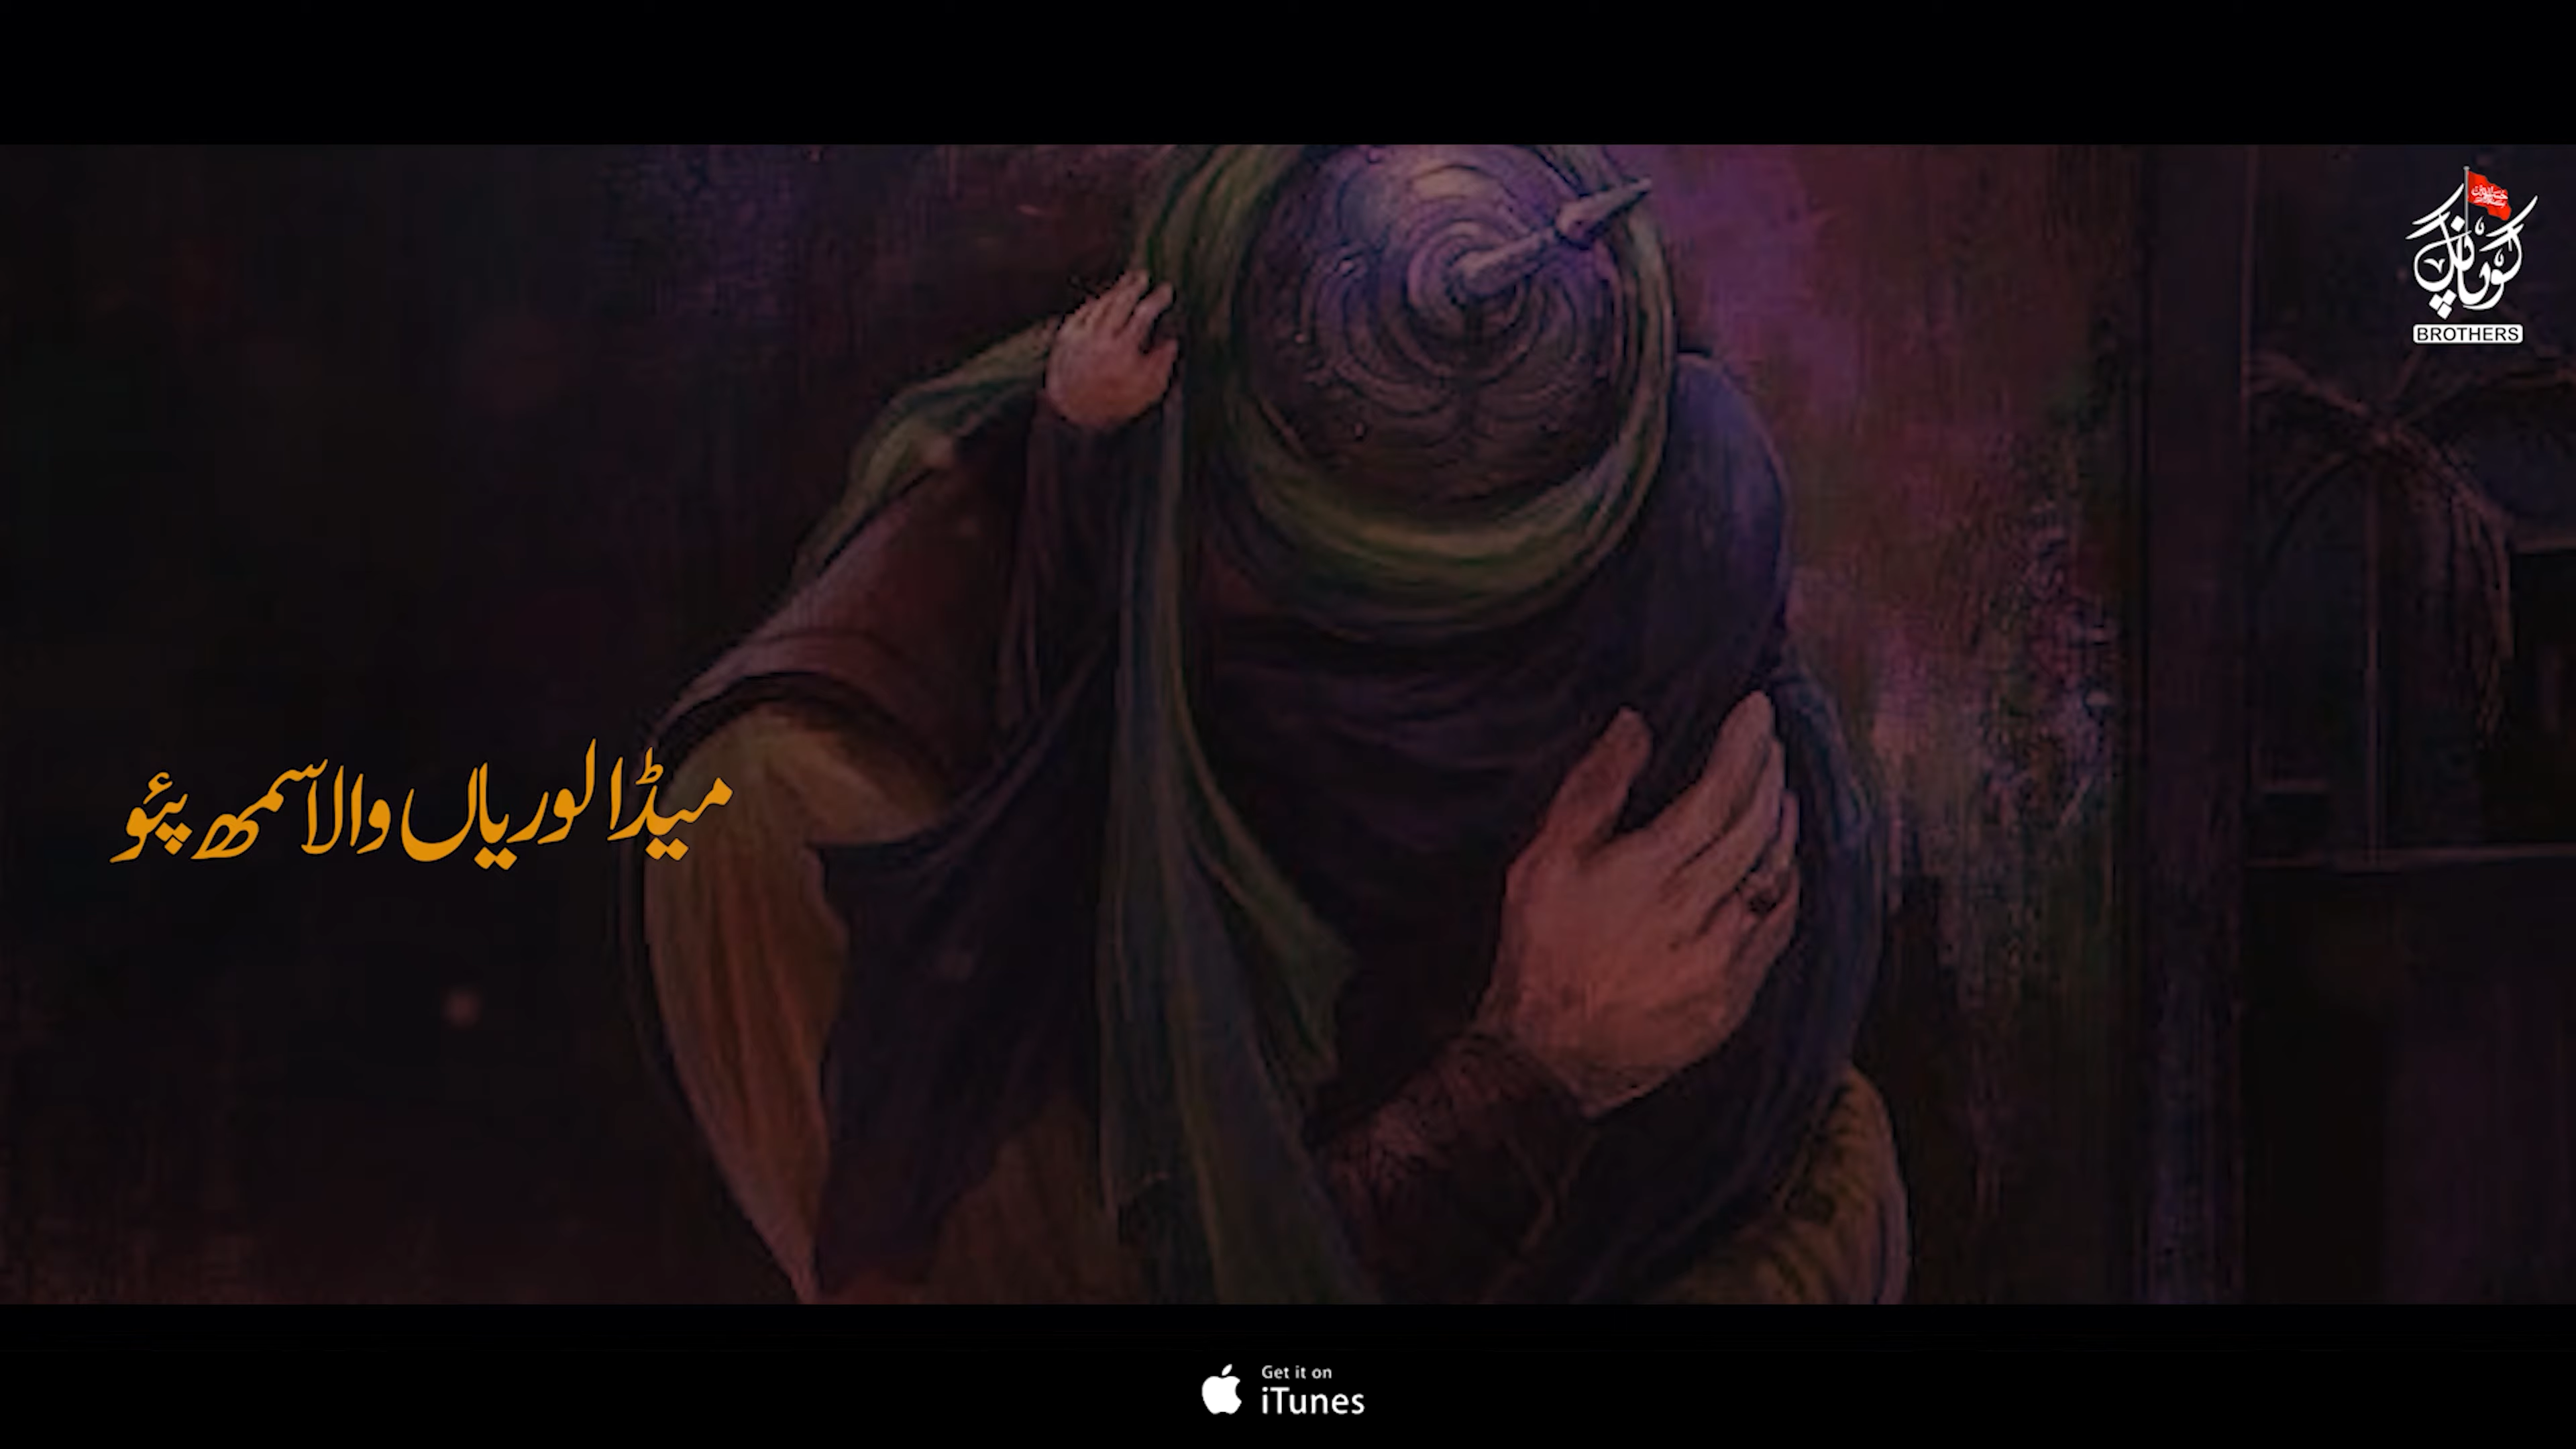 میڈا لوریاں والا سمھ پئو
BROTHERS
Get it on
iTunes